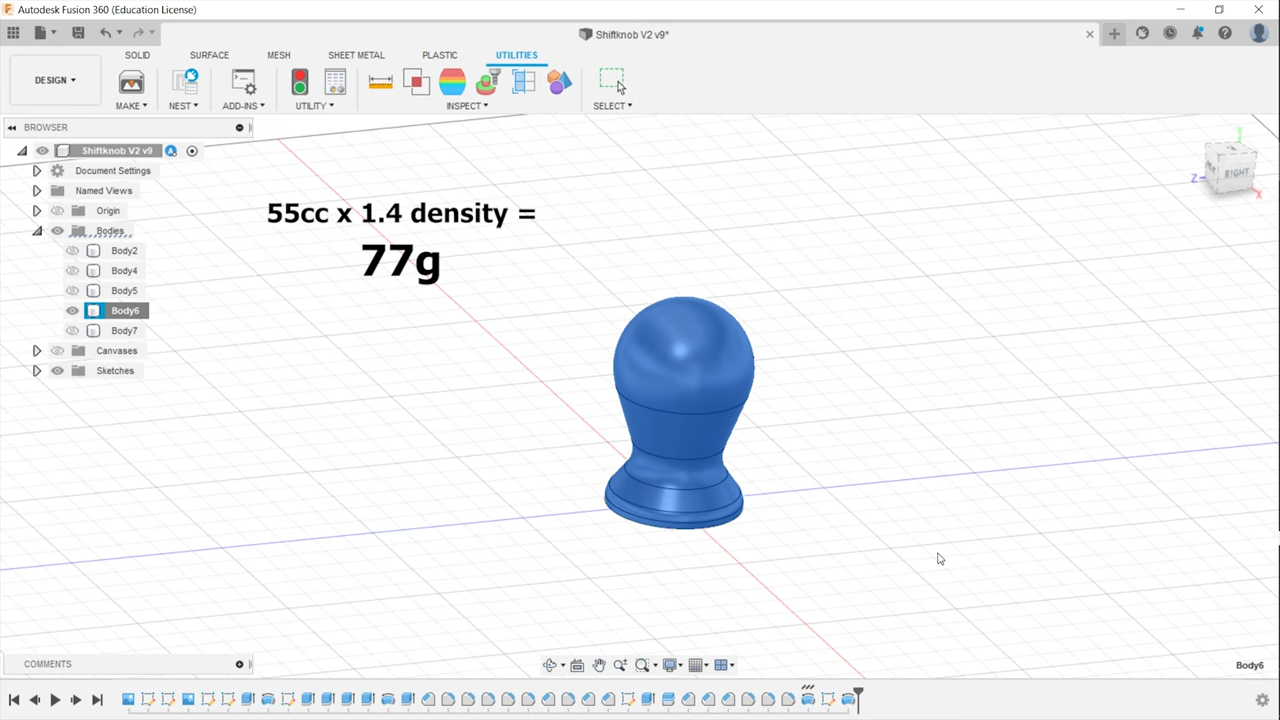 Autodesk Fusion 360 (Education License)
Shiftknob V2 v9*
SOLID SURFACE MESH SHEET METAL PLASTIC UTILITIES
DESIGN
MAKE NEST ADD-INS UTILITY INSPECT SELECT
BROWSER
Shiftknob V2 v9
Document Settings
Named Views
Origin
Bodies
Body2
Body4
Body5
Body6
Body7
Canvases
Sketches
55cc x 1.4 density =
77g
RIGHT
Y
Z
X
COMMENTS
Body6